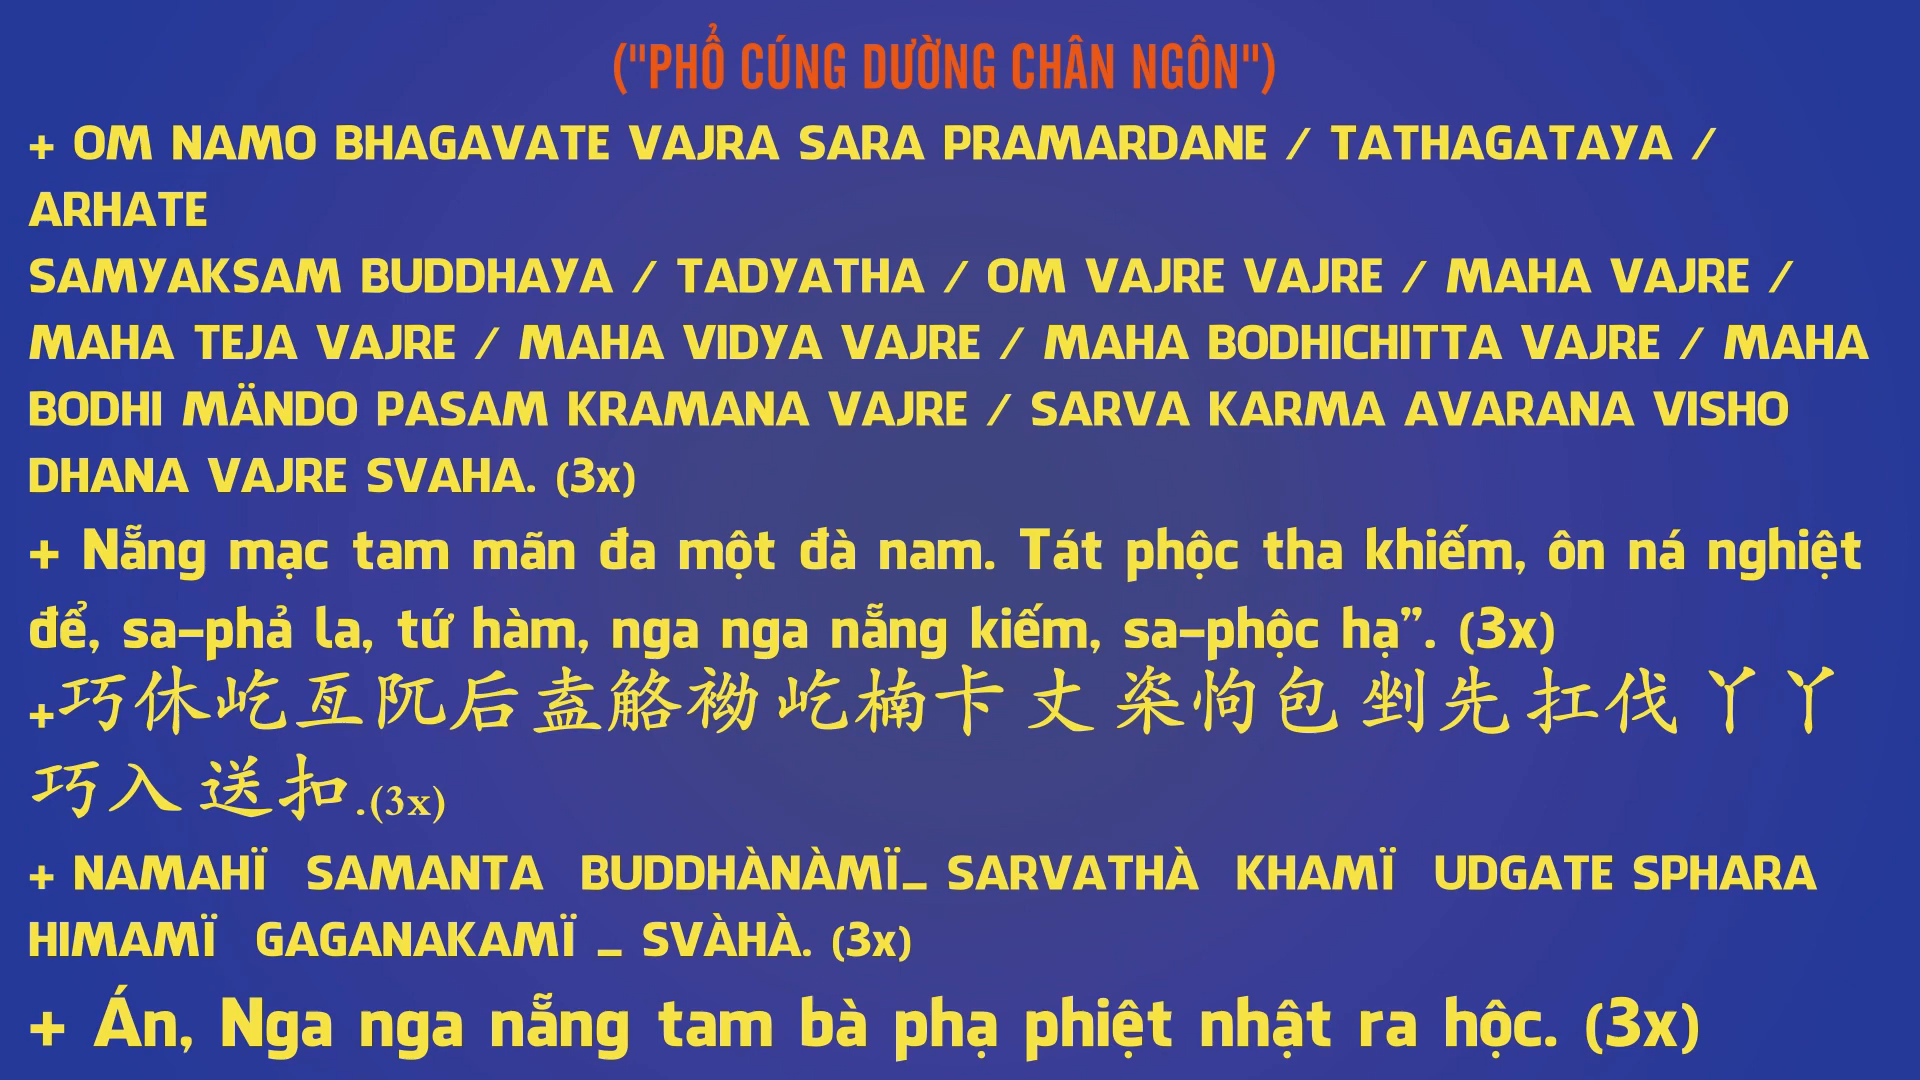 ("PHỔ CÚNG DƯỜNG CHÂN NGÔN")
+ OM NAMO BHAGAVATE VAJRA SARA PRAMARDANE / TATHAGATAYA /
ARHATE
SAMYAKSAM BUDDHAYA / TADYATHA / OM VAJRE VAJRE / MAHA VAJRE /
MAHA TEJA VAJRE / MAHA VIDYA VAJRE / MAHA BODHICHITTA VAJRE / MAHA
BODHI MÄNDO PASAM KRAMANA VAJRE / SARVA KARMA AVARANA VISHO
DHANA VAJRE SVAHA. (3x)
+ Nẵng mạc tam mãn đa một đà nam. Tát phộc tha khiếm, ôn ná nghiệt
để, sa-phả la, tứ hàm, nga nga nẵng kiếm, sa-phộc hạ”. (3x)
+巧休屹亙阢后盍觡袎屹楠卡丈楶怐包剉先扛伐丫丫
巧入送扣.(3x)
+ NAMAHÏ SAMANTA BUDDHÀNÀMÏ_ SARVATHÀ KHAMÏ UDGATE SPHARA
HIMAMÏ GAGANAKAMÏ _ SVÀHÀ. (3x)
+ Án, Nga nga nẵng tam bà phạ phiệt nhật ra hộc. (3x)